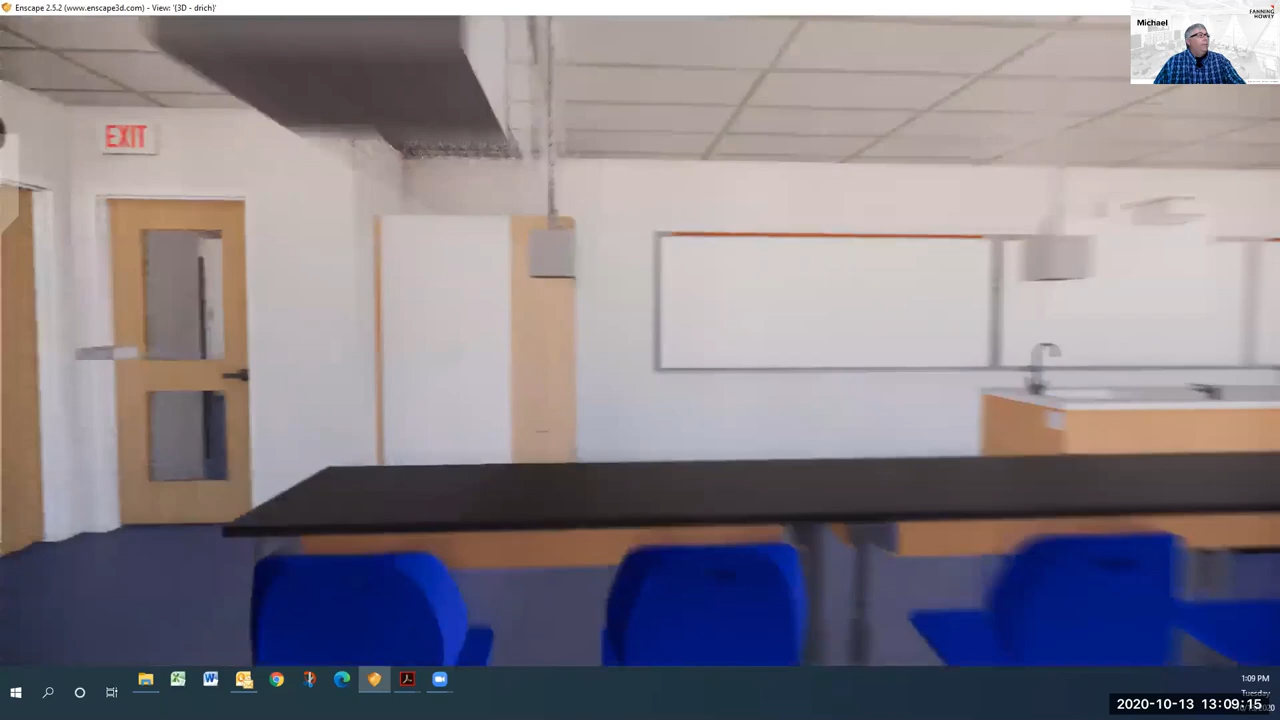 Enscape 2.5.2 (www.enscape3d.com) - View: '{3D - drich}'
FANNING
HOWEY
Michael
EXIT
1:09 PM
Tuesday
2020-10-13 13:09:15